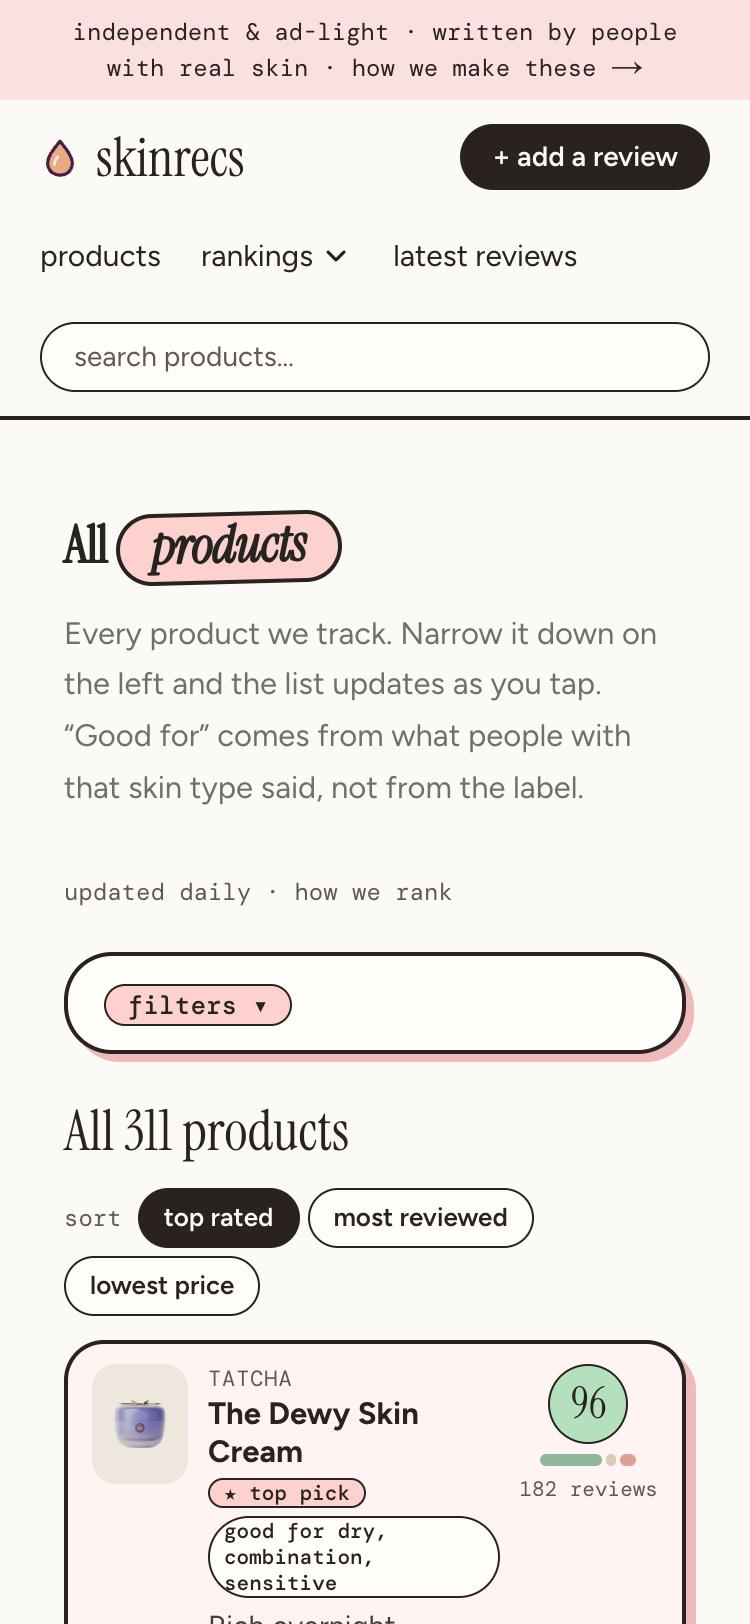 independent & ad-light · written by people
with real skin · how we make these →
skinrecs
+ add a review
products
rankings
latest reviews
search products...
All products
Every product we track. Narrow it down on
the left and the list updates as you tap.
“Good for” comes from what people with
that skin type said, not from the label.
updated daily · how we rank
filters ▾
All 311 products
sort
top rated
most reviewed
lowest price
TATCHA
The Dewy Skin
Cream
★ top pick
good for dry,
combination,
sensitive
96
182 reviews
Rich overnight